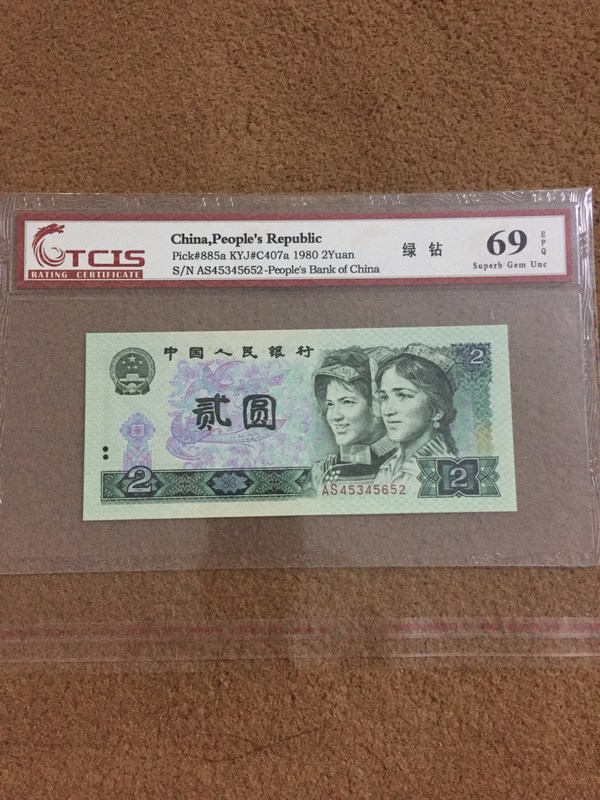 TCIS
RATING CERTIFICATE
China,People's Republic
Pick#885a KYJ#C407a 1980 2Yuan
S/N AS45345652-People's Bank of China
绿 钻
69 EPQ
Superb Gem Unc
中国人民银行
贰圆
2
2
2
AS45345652